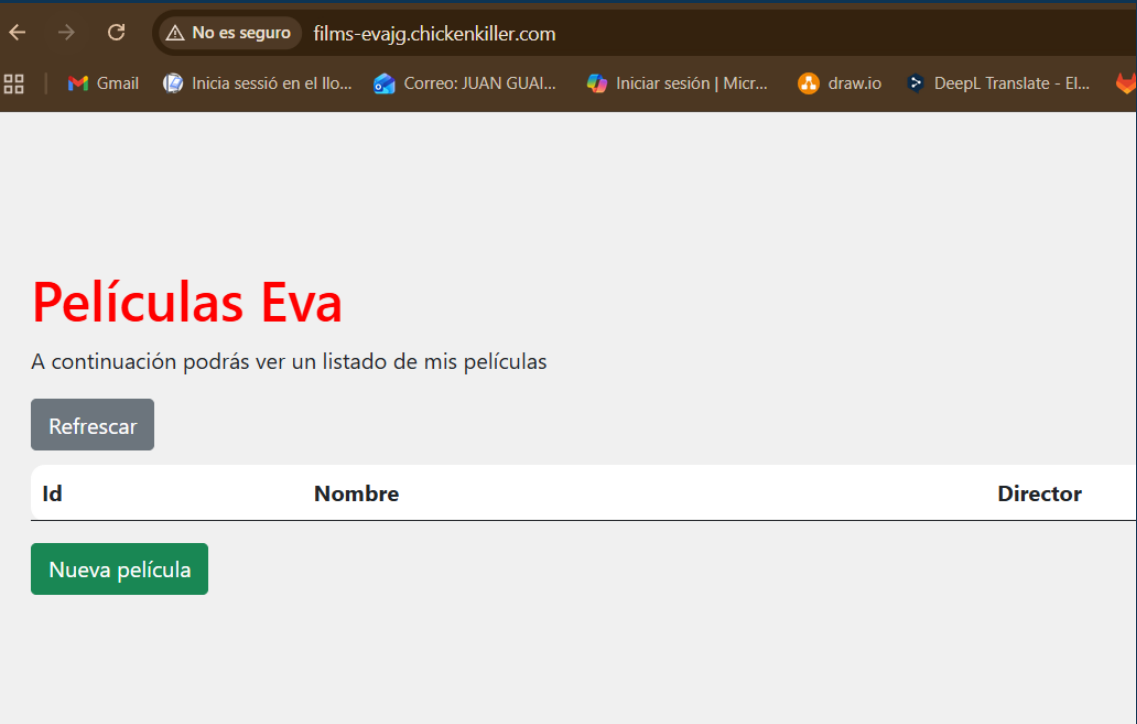 No es seguro films-evajg.chickenkiller.com
Gmail Inicia sessió en el llo... Correo: JUAN GUAI... Iniciar sesión | Micr... draw.io DeepL Translate - El...
Películas Eva
A continuación podrás ver un listado de mis películas
Refrescar
Id Nombre Director
Nueva película